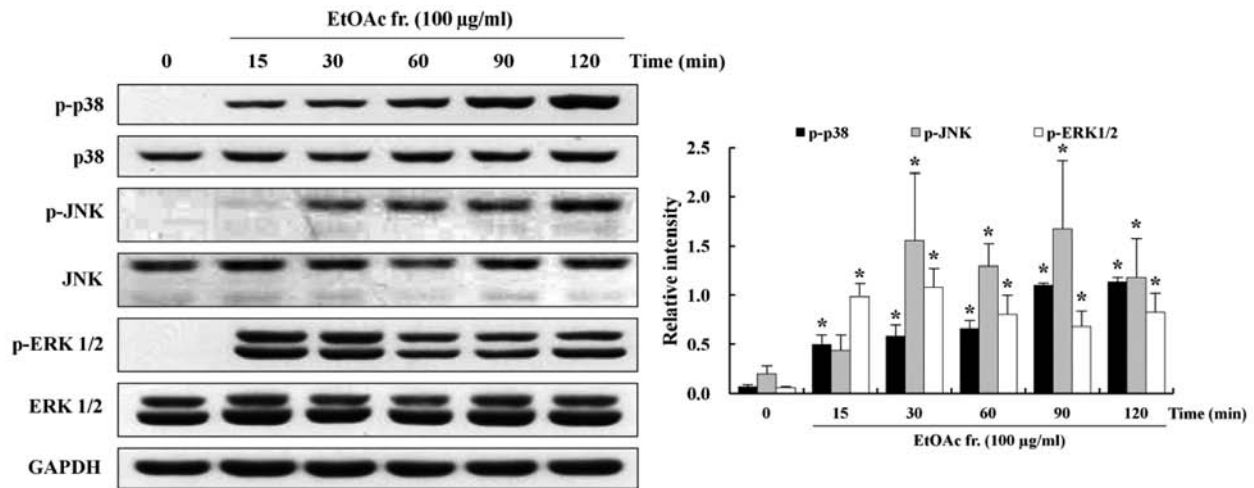 EtOAc fr. (100 µg/ml)
0 15 30 60 90 120 Time (min)
p-p38
p38
p-JNK
JNK
p-ERK 1/2
ERK 1/2
GAPDH
p-p38 p-JNK p-ERK1/2
Relative intensity
2.5
2.0
1.5
1.0
0.5
0.0
* * * * * * * * * * * * * *
0 15 30 60 90 120 Time (min)
EtOAc fr. (100 µg/ml)